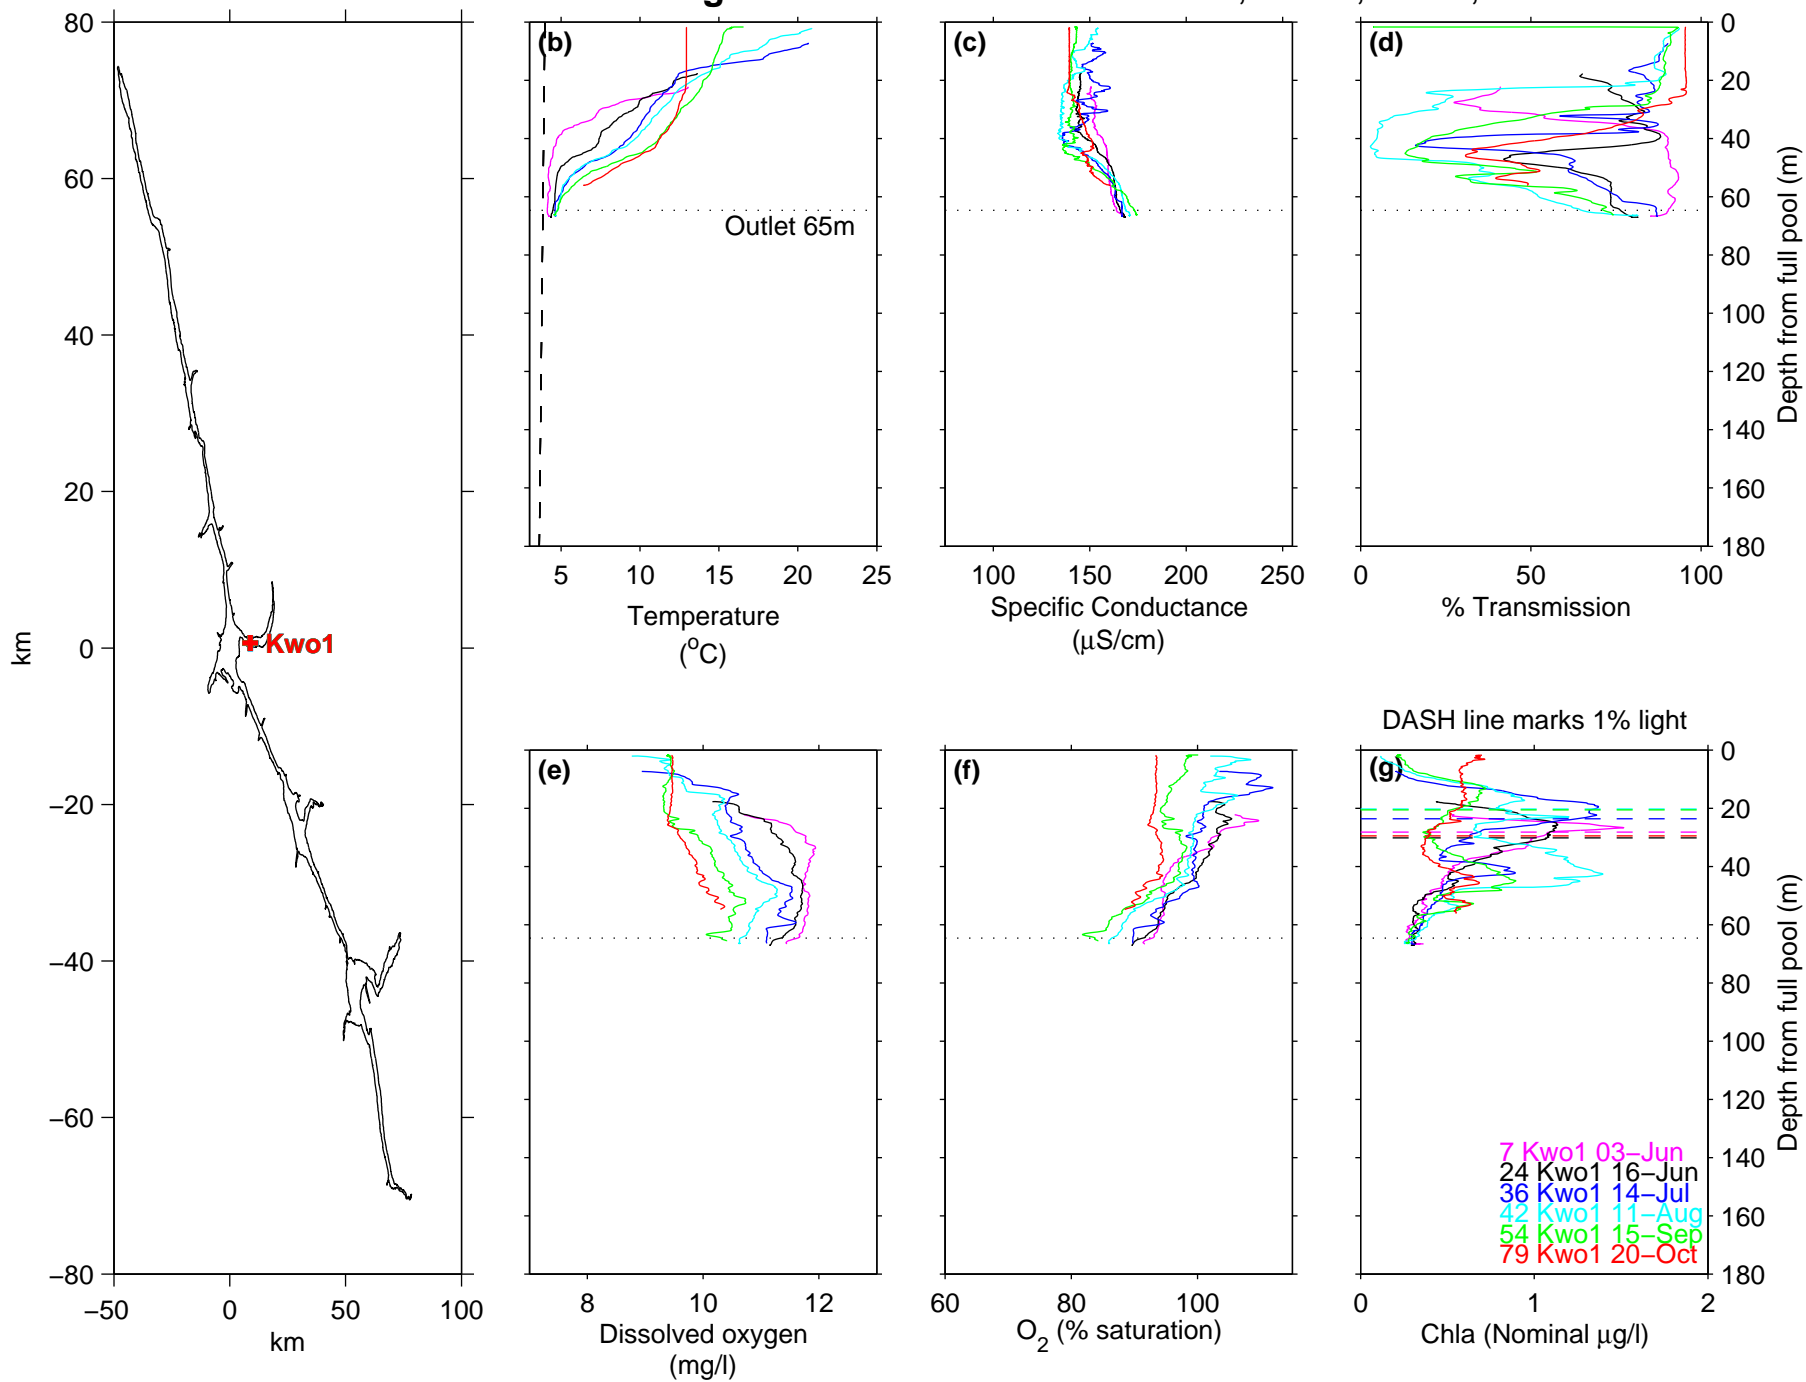 80
60
40
20
0
−20
−40
−60
−80
km
−50
0
50
100
km
Kwo1
(b)
Outlet 65m
5
10
15
20
25
Temperature
(°C)
(c)
100
150
200
250
Specific Conductance
(μS/cm)
(d)
0
50
100
% Transmission
0
20
40
60
80
100
120
140
160
180
Depth from full pool (m)
(e)
8
10
12
Dissolved oxygen
(mg/l)
(f)
60
80
100
O2 (% saturation)
DASH line marks 1% light
(g)
7 Kwo1 03−Jun
24 Kwo1 16−Jun
36 Kwo1 14−Jul
42 Kwo1 11−Aug
54 Kwo1 15−Sep
79 Kwo1 20−Oct
0
1
2
Chla (Nominal μg/l)
0
20
40
60
80
100
120
140
160
180
Depth from full pool (m)